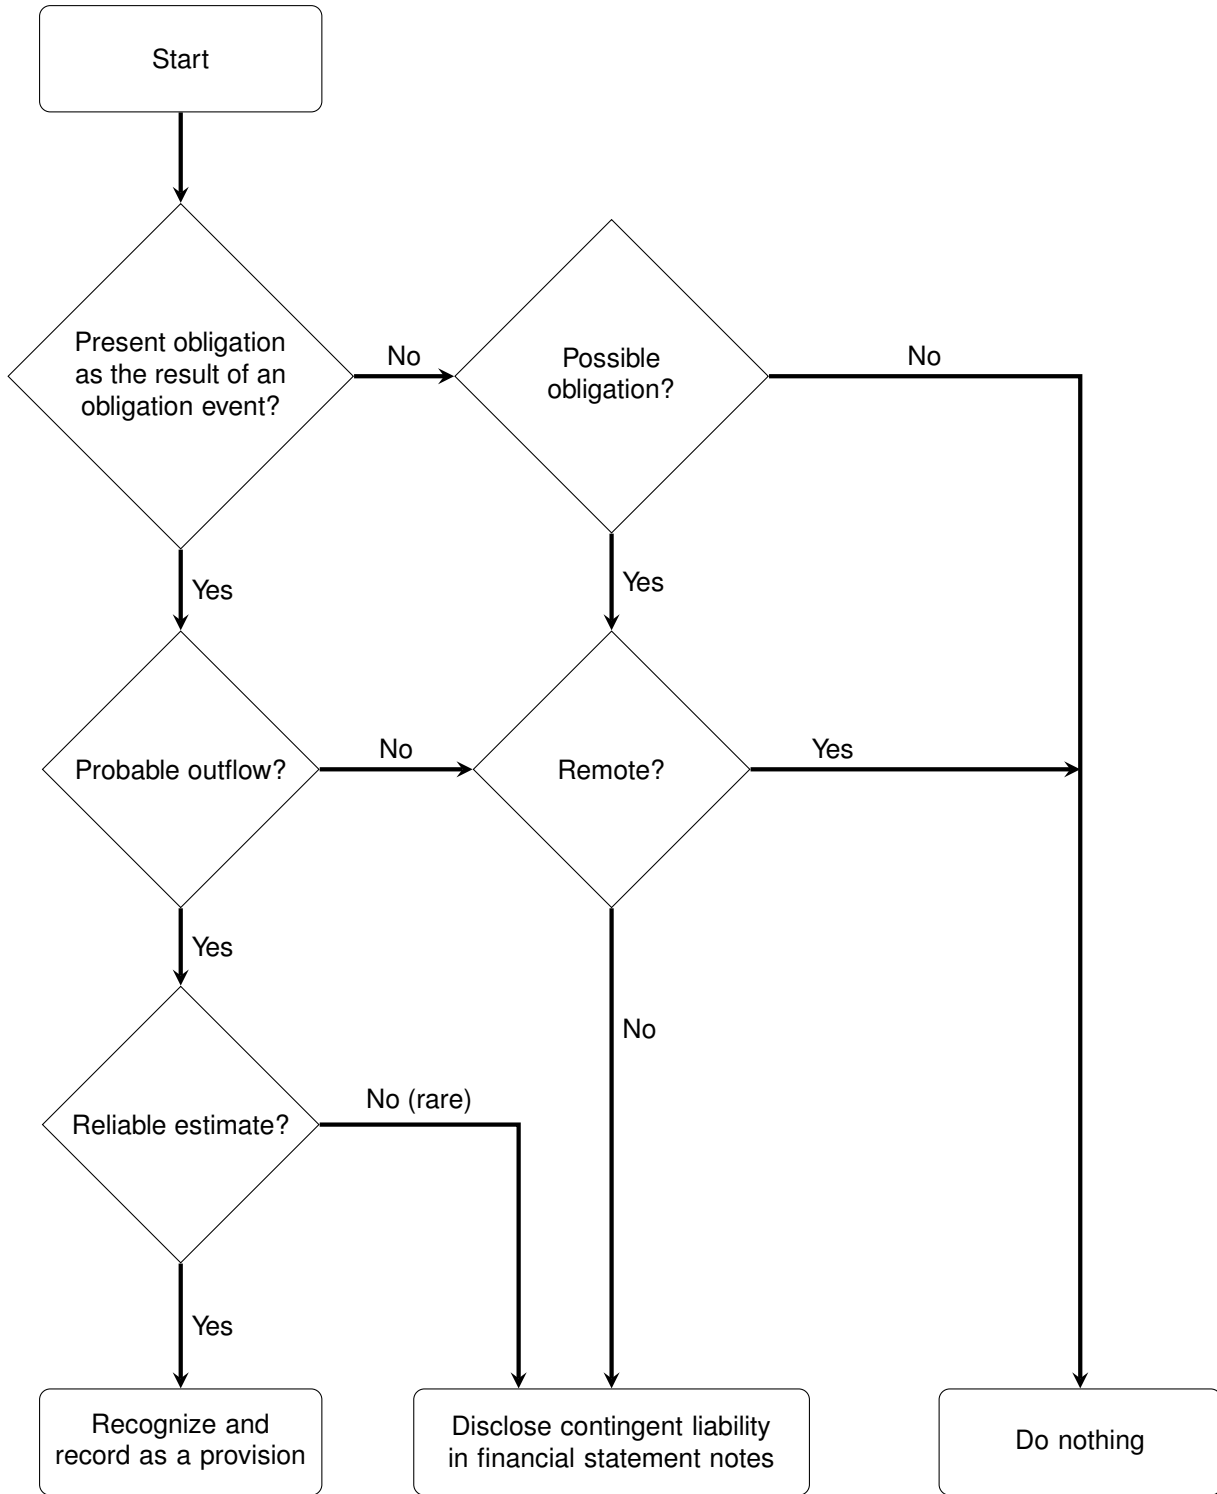 Start
Present obligation
as the result of an
obligation event?
No
Possible
obligation?
No
Yes
Yes
Probable outflow?
No
Remote?
Yes
Yes
No
Reliable estimate?
No (rare)
Yes
Recognize and
record as a provision
Disclose contingent liability
in financial statement notes
Do nothing